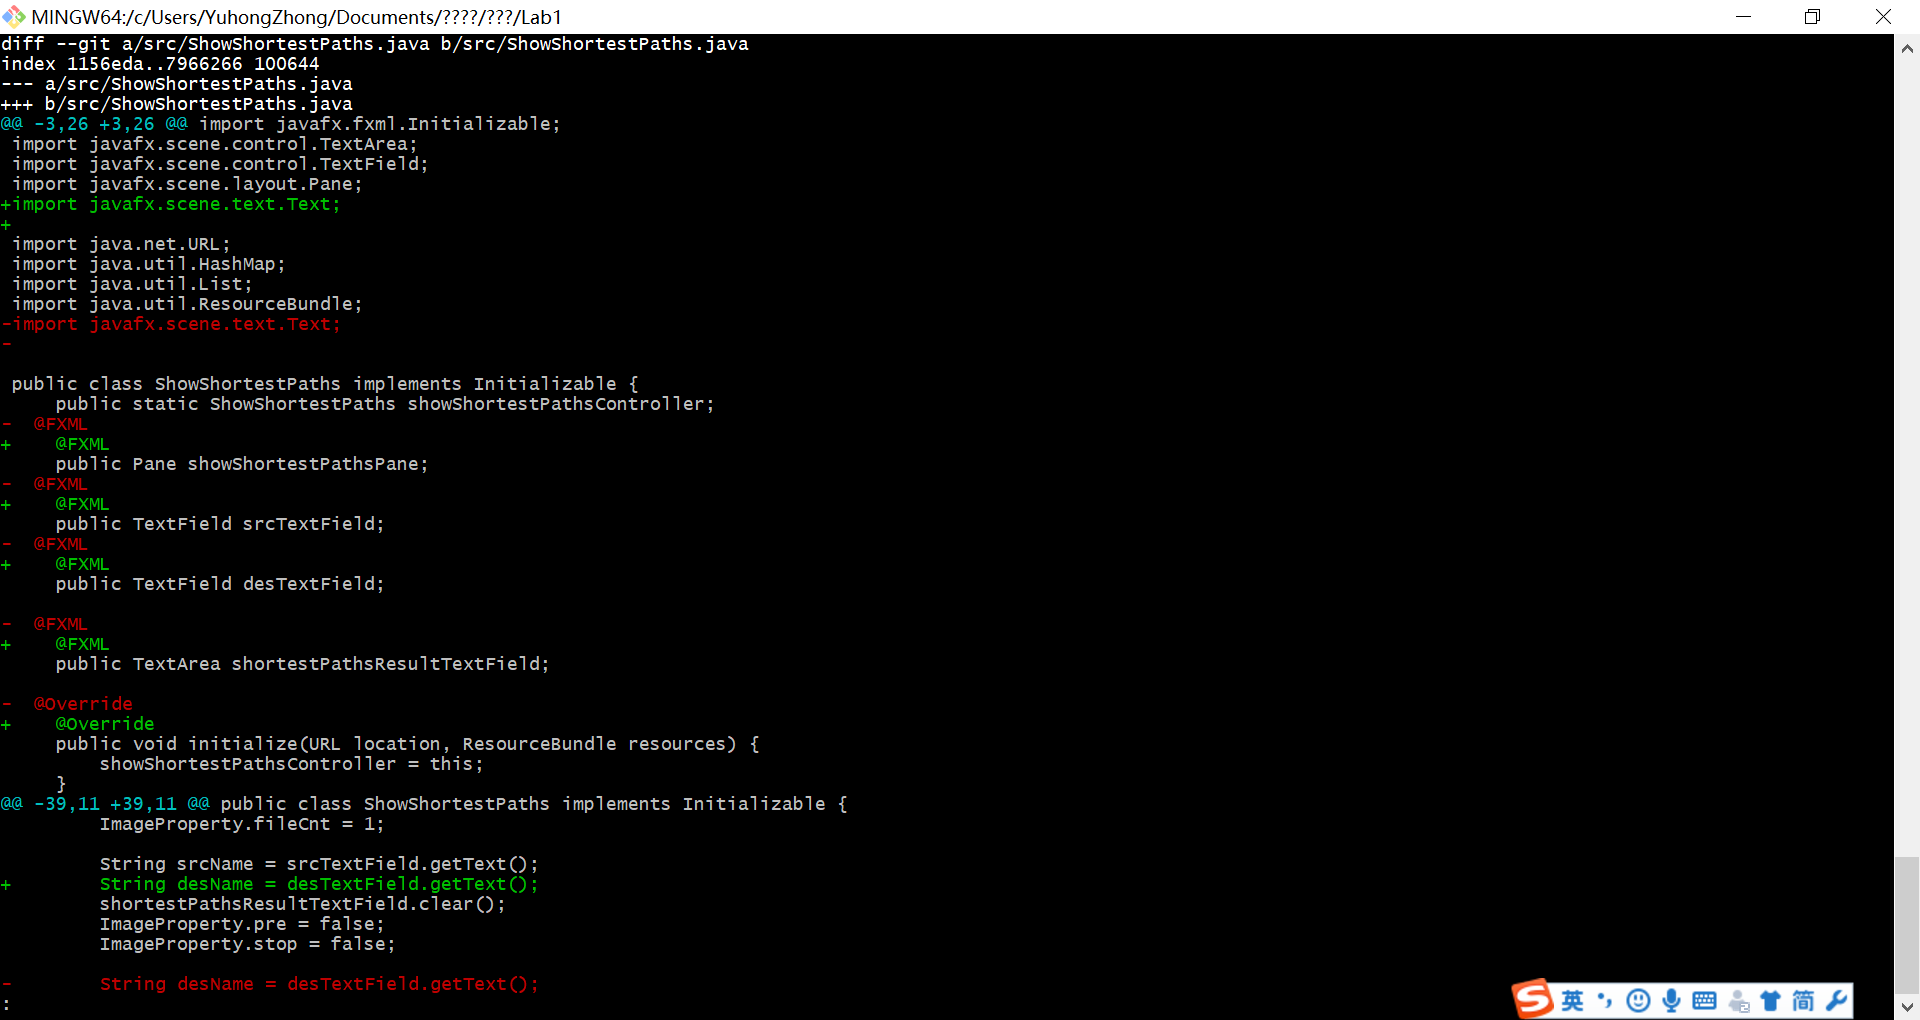 MINGW64:/c/Users/YuhongZhong/Documents/????/???/Lab1
diff --git a/src/ShowShortestPaths.java b/src/ShowShortestPaths.java
index 1156eda..7966266 100644
--- a/src/ShowShortestPaths.java
+++ b/src/ShowShortestPaths.java
@@ -3,26 +3,26 @@ import javafx.fxml.Initializable;
 import javafx.scene.control.TextArea;
 import javafx.scene.control.TextField;
 import javafx.scene.layout.Pane;
+import javafx.scene.text.Text;
+
 import java.net.URL;
 import java.util.HashMap;
 import java.util.List;
 import java.util.ResourceBundle;
-import javafx.scene.text.Text;
-
 public class ShowShortestPaths implements Initializable {
     public static ShowShortestPaths showShortestPathsController;
-  @FXML
+    @FXML
     public Pane showShortestPathsPane;
-  @FXML
+    @FXML
     public TextField srcTextField;
-  @FXML
+    @FXML
     public TextField desTextField;
-  @FXML
+    @FXML
     public TextArea shortestPathsResultTextField;
-  @Override
+    @Override
     public void initialize(URL location, ResourceBundle resources) {
         showShortestPathsController = this;
     }
@@ -39,11 +39,11 @@ public class ShowShortestPaths implements Initializable {
         ImageProperty.fileCnt = 1;
         String srcName = srcTextField.getText();
+        String desName = desTextField.getText();
         shortestPathsResultTextField.clear();
         ImageProperty.pre = false;
         ImageProperty.stop = false;
-        String desName = desTextField.getText();
:
S 英 简